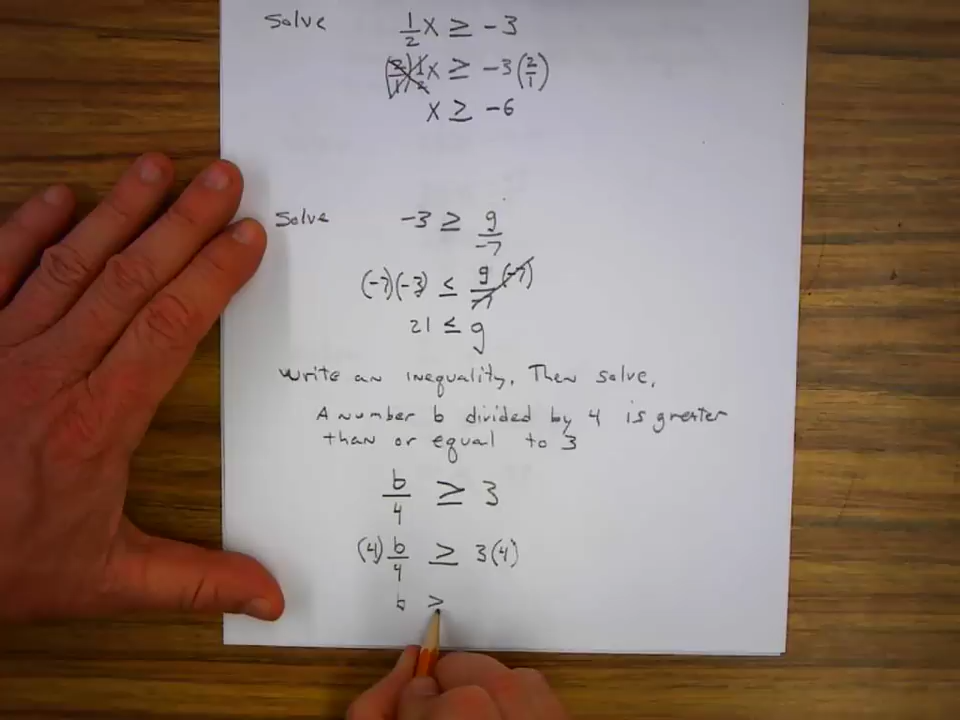 Solve 1/2 x ≥ -3
(2/1) 1/2 x ≥ -3 (2/1)
x ≥ -6
Solve -3 ≥ g/-7
(-7)(-3) ≤ g/-7 (-7)
21 ≤ g
Write an inequality. Then solve.
A number b divided by 4 is greater
than or equal to 3
b/4 ≥ 3
(4) b/4 ≥ 3(4)
b >